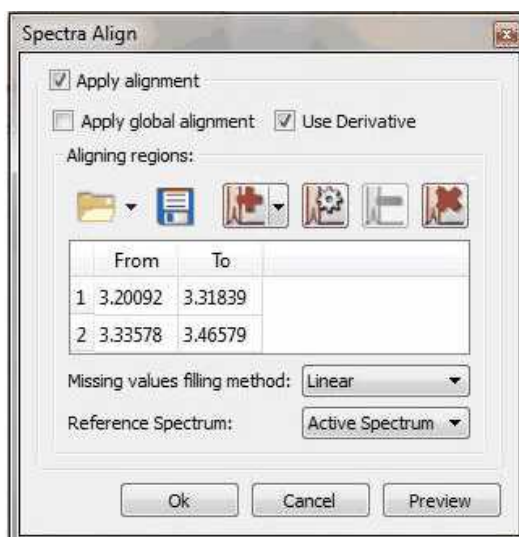 Spectra Align
Apply alignment
Apply global alignment Use Derivative
Aligning regions:
From To
1 3.20092 3.31839
2 3.33578 3.46579
Missing values filling method: Linear
Reference Spectrum: Active Spectrum
Ok Cancel Preview